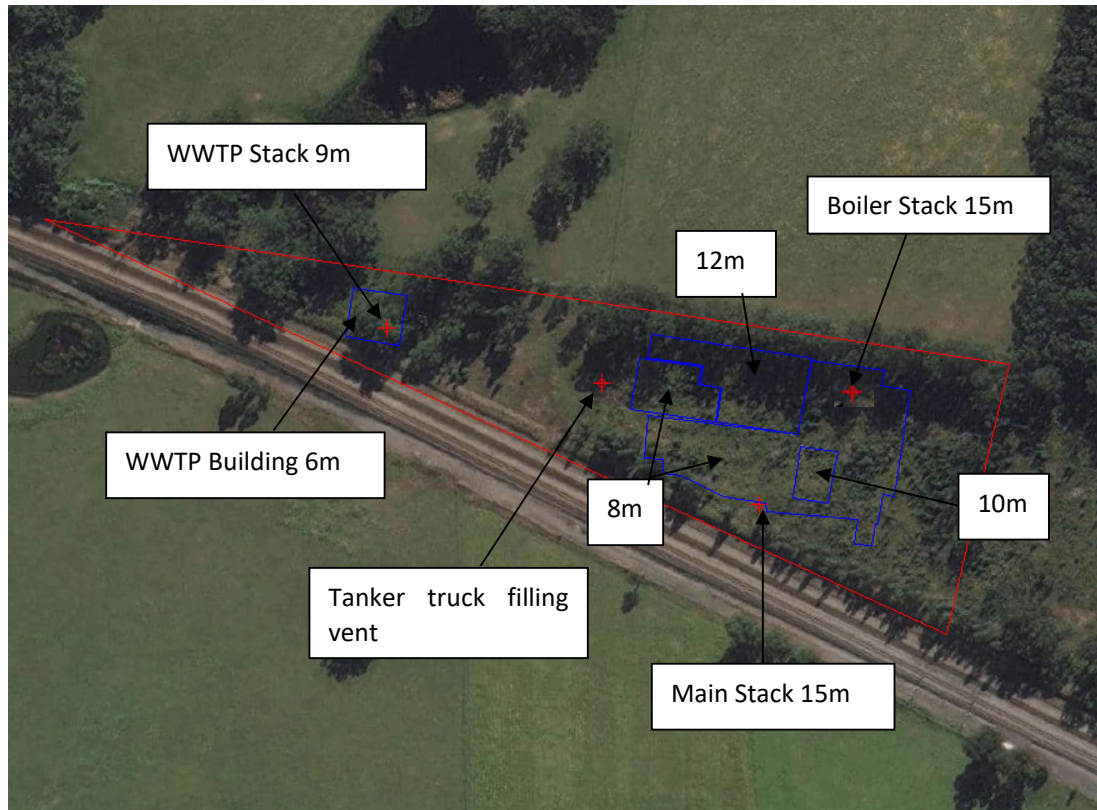 WWTP Stack 9m
Boiler Stack 15m
12m
WWTP Building 6m
8m
10m
Tanker truck filling
vent
Main Stack 15m